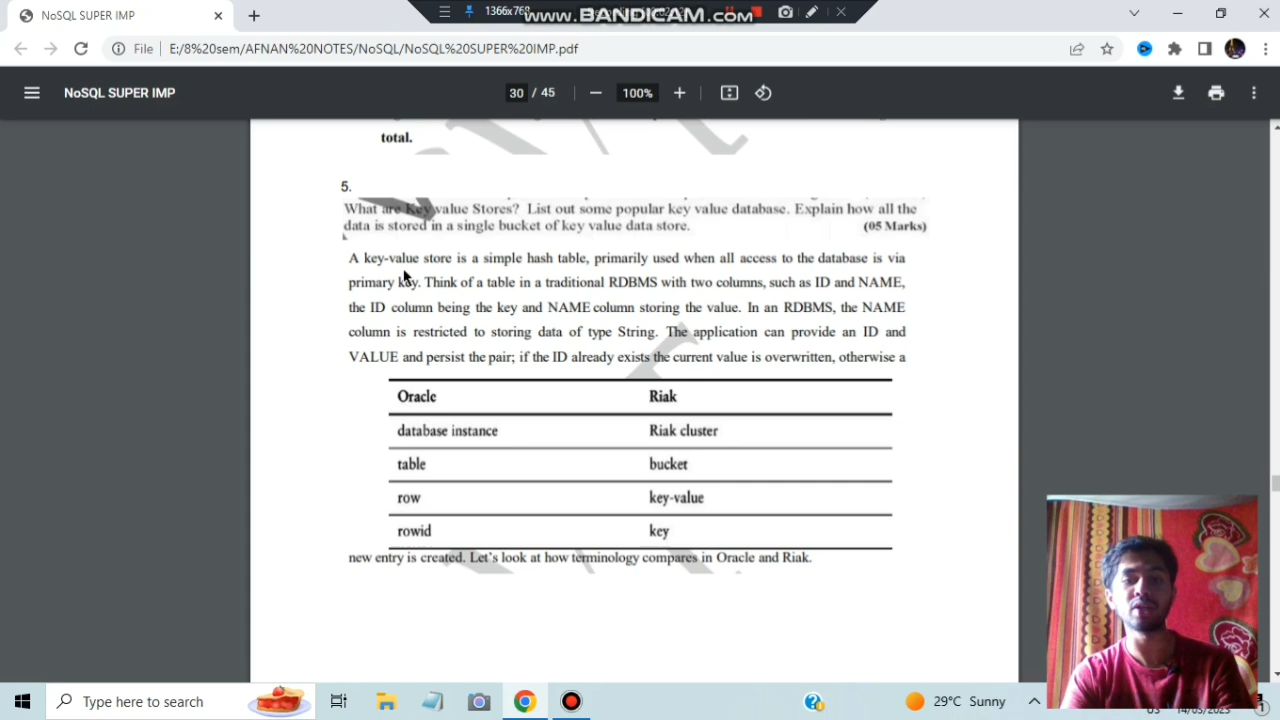 NoSQL SUPER IMP
1366x768
www.BANDICAM.com
File
E:/8%20sem/AFNAN%20NOTES/NoSQL/NoSQL%20SUPER%20IMP.pdf
NoSQL SUPER IMP
30 / 45
100%
total.
5.
What are Key value Stores? List out some popular key value database. Explain how all the
data is stored in a single bucket of key value data store. (05 Marks)
A key-value store is a simple hash table, primarily used when all access to the database is via
primary key. Think of a table in a traditional RDBMS with two columns, such as ID and NAME,
the ID column being the key and NAME column storing the value. In an RDBMS, the NAME
column is restricted to storing data of type String. The application can provide an ID and
VALUE and persist the pair; if the ID already exists the current value is overwritten, otherwise a
Oracle Riak
database instance Riak cluster
table bucket
row key-value
rowid key
new entry is created. Let's look at how terminology compares in Oracle and Riak.
Type here to search
29°C Sunny